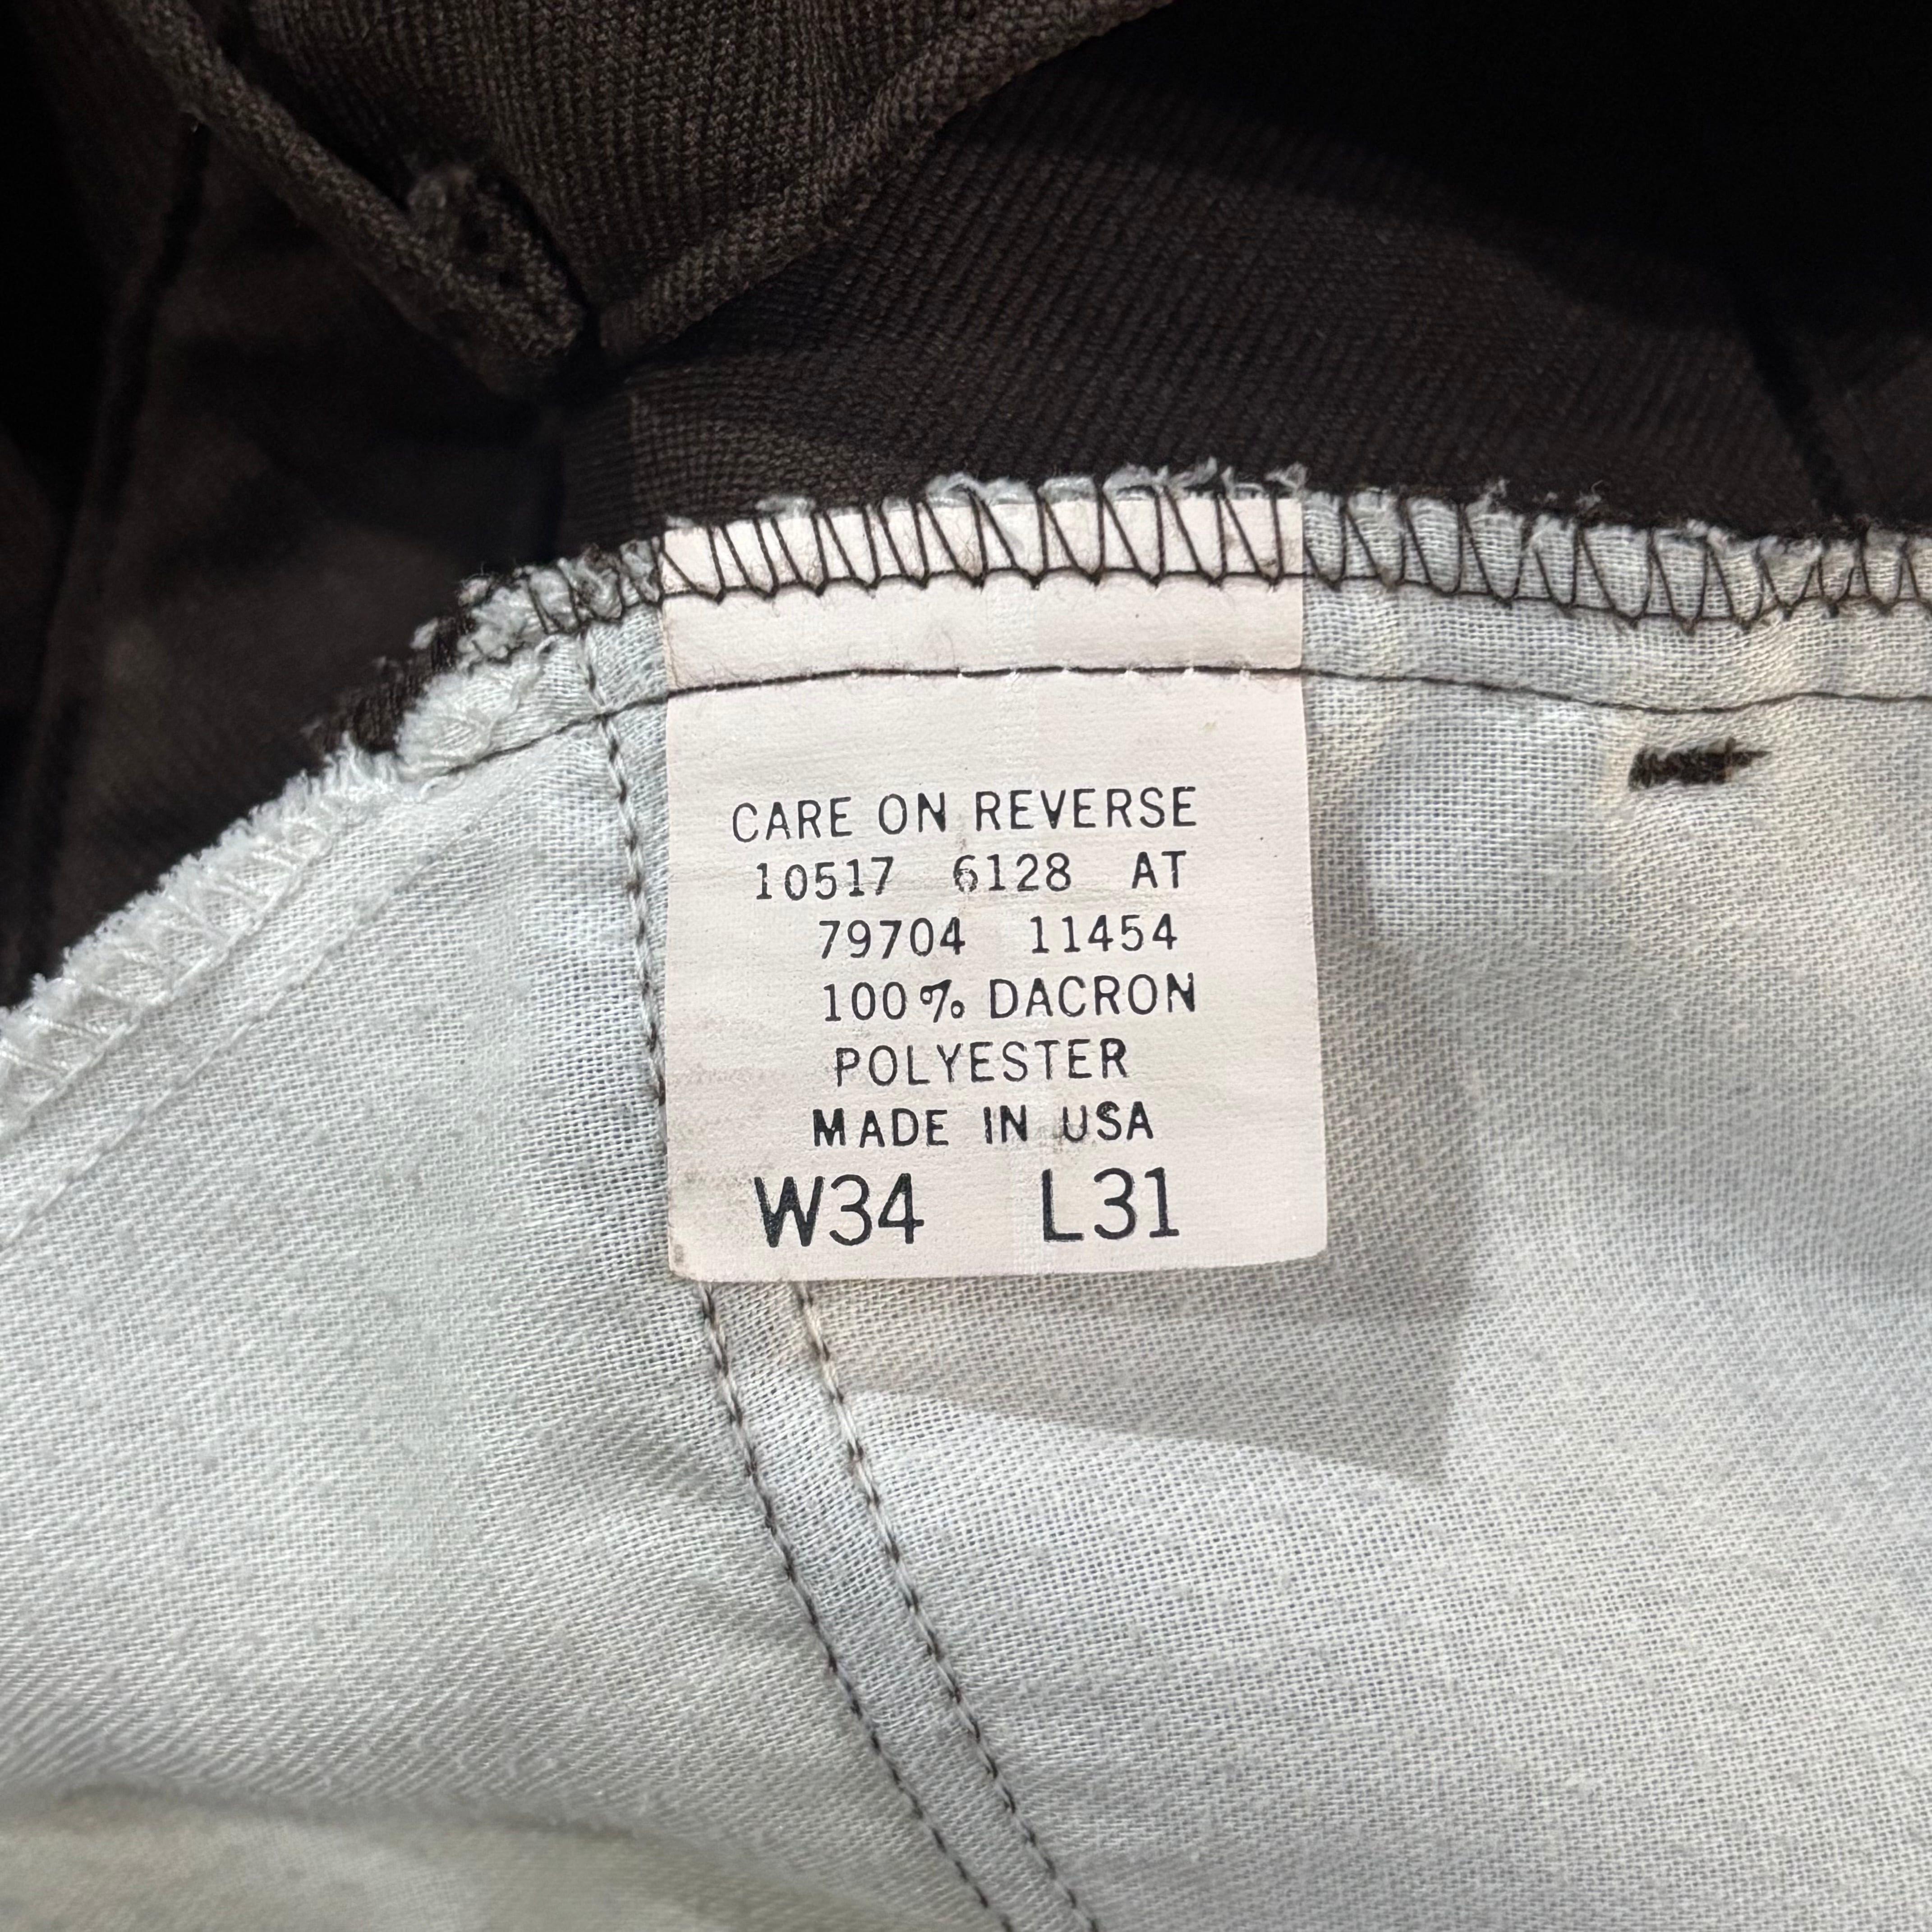 CARE ON REVERSE
10517 6128 AT
79704 11454
100% DACRON
POLYESTER
MADE IN USA
W34 L31